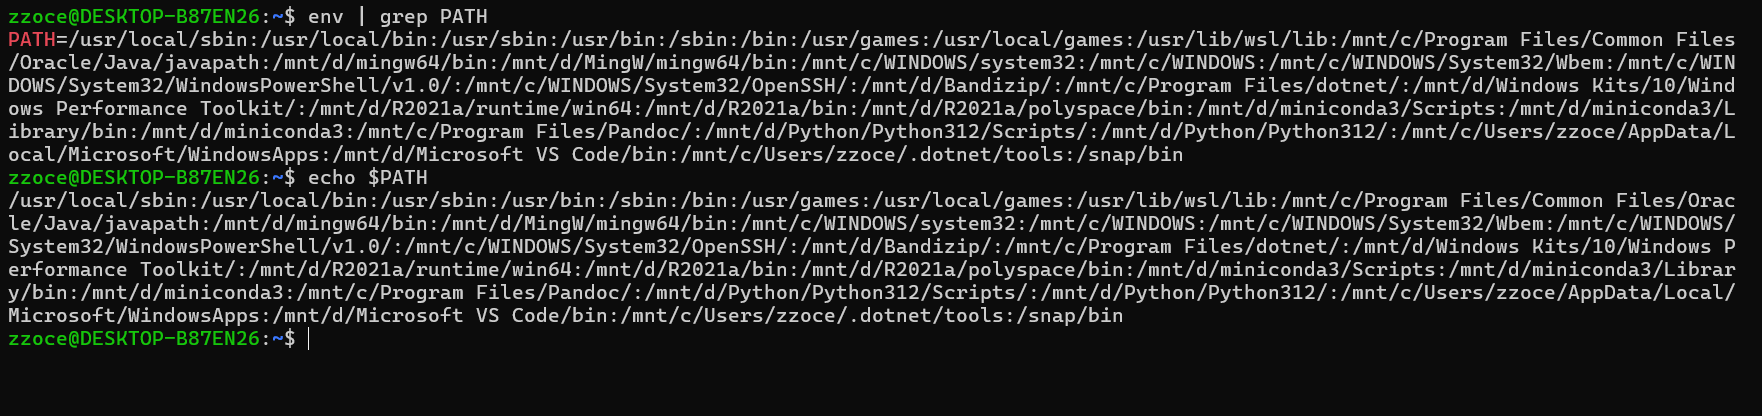 zzoce@DESKTOP-B87EN26:~$ env | grep PATH
PATH=/usr/local/sbin:/usr/local/bin:/usr/sbin:/usr/bin:/sbin:/bin:/usr/games:/usr/local/games:/usr/lib/wsl/lib:/mnt/c/Program Files/Common Files
/Oracle/Java/javapath:/mnt/d/mingw64/bin:/mnt/d/MingW/mingw64/bin:/mnt/c/WINDOWS/system32:/mnt/c/WINDOWS:/mnt/c/WINDOWS/System32/Wbem:/mnt/c/WIN
DOWS/System32/WindowsPowerShell/v1.0/:/mnt/c/WINDOWS/System32/OpenSSH/:/mnt/d/Bandizip/:/mnt/c/Program Files/dotnet/:/mnt/d/Windows Kits/10/Wind
ows Performance Toolkit/:/mnt/d/R2021a/runtime/win64:/mnt/d/R2021a/bin:/mnt/d/R2021a/polyspace/bin:/mnt/d/miniconda3/Scripts:/mnt/d/miniconda3/L
ibrary/bin:/mnt/d/miniconda3:/mnt/c/Program Files/Pandoc/:/mnt/d/Python/Python312/Scripts/:/mnt/d/Python/Python312/:/mnt/c/Users/zzoce/AppData/L
ocal/Microsoft/WindowsApps:/mnt/d/Microsoft VS Code/bin:/mnt/c/Users/zzoce/.dotnet/tools:/snap/bin
zzoce@DESKTOP-B87EN26:~$ echo $PATH
/usr/local/sbin:/usr/local/bin:/usr/sbin:/usr/bin:/sbin:/bin:/usr/games:/usr/local/games:/usr/lib/wsl/lib:/mnt/c/Program Files/Common Files/Orac
le/Java/javapath:/mnt/d/mingw64/bin:/mnt/d/MingW/mingw64/bin:/mnt/c/WINDOWS/system32:/mnt/c/WINDOWS:/mnt/c/WINDOWS/System32/Wbem:/mnt/c/WINDOWS/
System32/WindowsPowerShell/v1.0/:/mnt/c/WINDOWS/System32/OpenSSH/:/mnt/d/Bandizip/:/mnt/c/Program Files/dotnet/:/mnt/d/Windows Kits/10/Windows P
erformance Toolkit/:/mnt/d/R2021a/runtime/win64:/mnt/d/R2021a/bin:/mnt/d/R2021a/polyspace/bin:/mnt/d/miniconda3/Scripts:/mnt/d/miniconda3/Librar
y/bin:/mnt/d/miniconda3:/mnt/c/Program Files/Pandoc/:/mnt/d/Python/Python312/Scripts/:/mnt/d/Python/Python312/:/mnt/c/Users/zzoce/AppData/Local/
Microsoft/WindowsApps:/mnt/d/Microsoft VS Code/bin:/mnt/c/Users/zzoce/.dotnet/tools:/snap/bin
zzoce@DESKTOP-B87EN26:~$